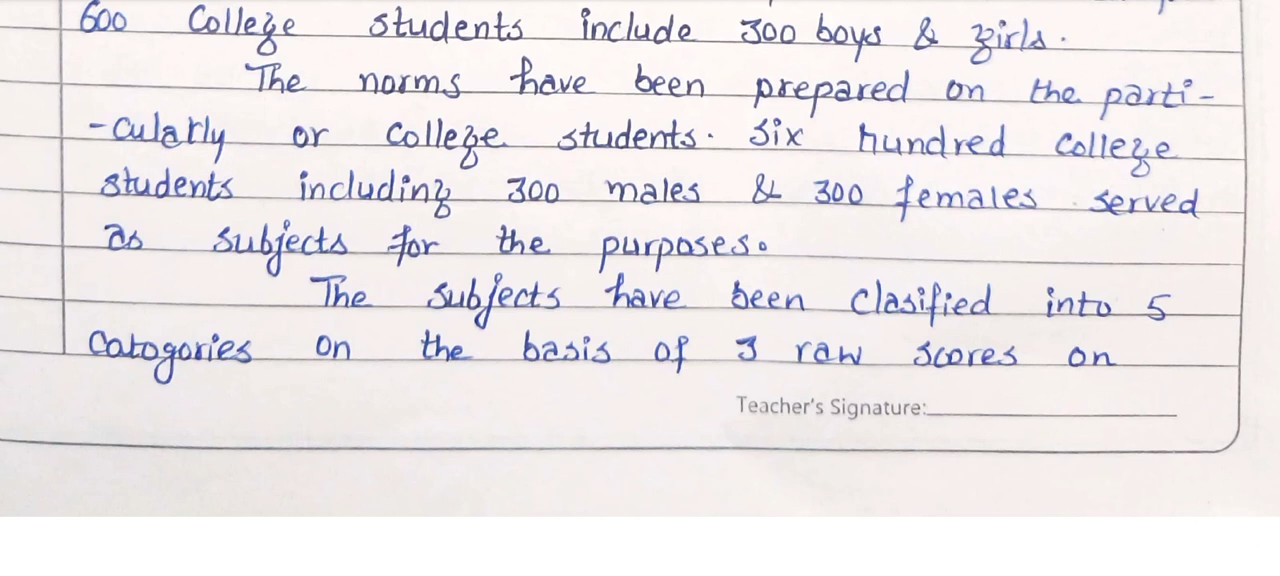 600 College students include 300 boys & girls.
The norms have been prepared on the parti-
-cularly or college students. Six hundred college
students including 300 males & 300 females served
as subjects for the purposes.
The subjects have been clasified into 5
Catogories on the basis of 3 raw scores on
Teacher's Signature: